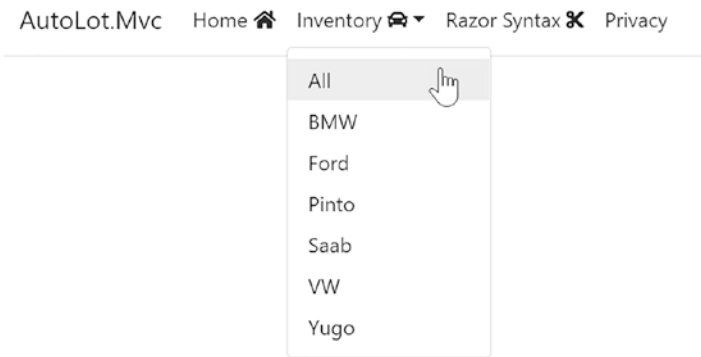 AutoLot.Mvc Home Inventory Razor Syntax Privacy
All
BMW
Ford
Pinto
Saab
VW
Yugo